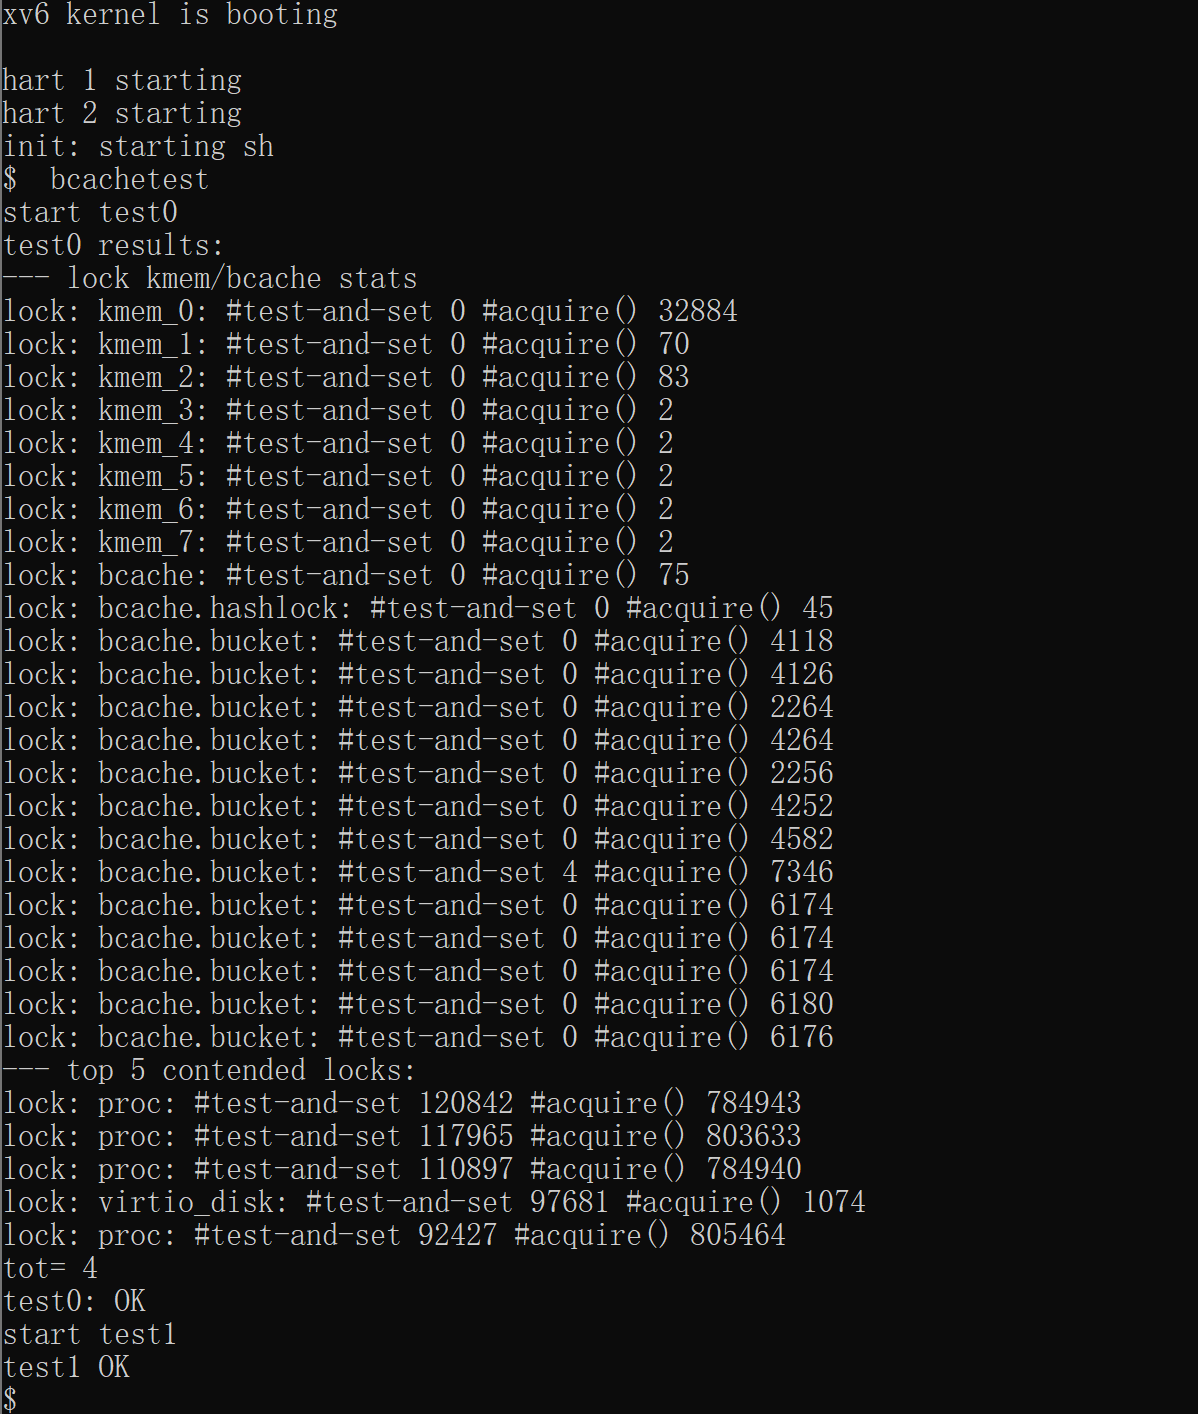 xv6 kernel is booting
hart 1 starting
hart 2 starting
init: starting sh
$  bcachetest
start test0
test0 results:
--- lock kmem/bcache stats
lock: kmem_0: #test-and-set 0 #acquire() 32884
lock: kmem_1: #test-and-set 0 #acquire() 70
lock: kmem_2: #test-and-set 0 #acquire() 83
lock: kmem_3: #test-and-set 0 #acquire() 2
lock: kmem_4: #test-and-set 0 #acquire() 2
lock: kmem_5: #test-and-set 0 #acquire() 2
lock: kmem_6: #test-and-set 0 #acquire() 2
lock: kmem_7: #test-and-set 0 #acquire() 2
lock: bcache: #test-and-set 0 #acquire() 75
lock: bcache.hashlock: #test-and-set 0 #acquire() 45
lock: bcache.bucket: #test-and-set 0 #acquire() 4118
lock: bcache.bucket: #test-and-set 0 #acquire() 4126
lock: bcache.bucket: #test-and-set 0 #acquire() 2264
lock: bcache.bucket: #test-and-set 0 #acquire() 4264
lock: bcache.bucket: #test-and-set 0 #acquire() 2256
lock: bcache.bucket: #test-and-set 0 #acquire() 4252
lock: bcache.bucket: #test-and-set 0 #acquire() 4582
lock: bcache.bucket: #test-and-set 4 #acquire() 7346
lock: bcache.bucket: #test-and-set 0 #acquire() 6174
lock: bcache.bucket: #test-and-set 0 #acquire() 6174
lock: bcache.bucket: #test-and-set 0 #acquire() 6174
lock: bcache.bucket: #test-and-set 0 #acquire() 6180
lock: bcache.bucket: #test-and-set 0 #acquire() 6176
--- top 5 contended locks:
lock: proc: #test-and-set 120842 #acquire() 784943
lock: proc: #test-and-set 117965 #acquire() 803633
lock: proc: #test-and-set 110897 #acquire() 784940
lock: virtio_disk: #test-and-set 97681 #acquire() 1074
lock: proc: #test-and-set 92427 #acquire() 805464
tot= 4
test0: OK
start test1
test1 OK
$